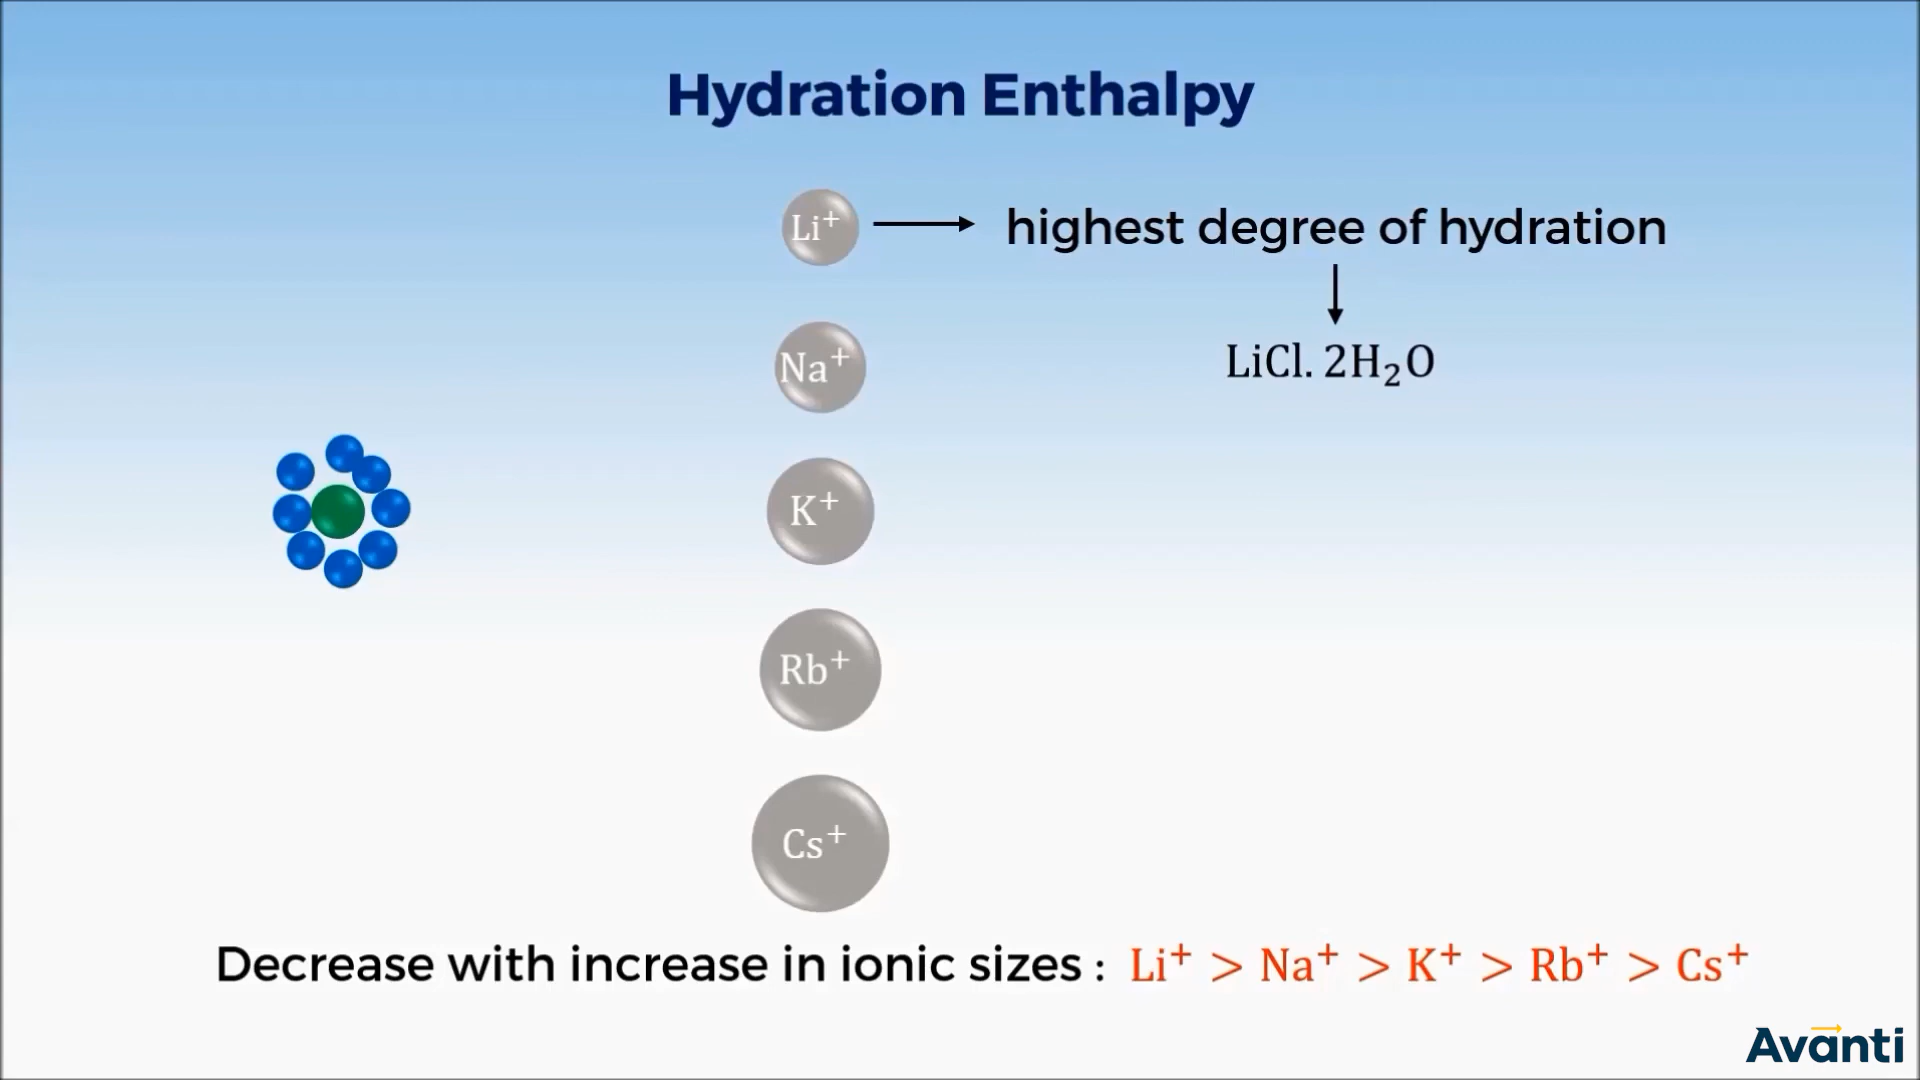 Hydration Enthalpy
Li⁺
highest degree of hydration
LiCl. 2H₂O
Na⁺
K⁺
Rb⁺
Cs⁺
Decrease with increase in ionic sizes : Li⁺ > Na⁺ > K⁺ > Rb⁺ > Cs⁺
Avanti